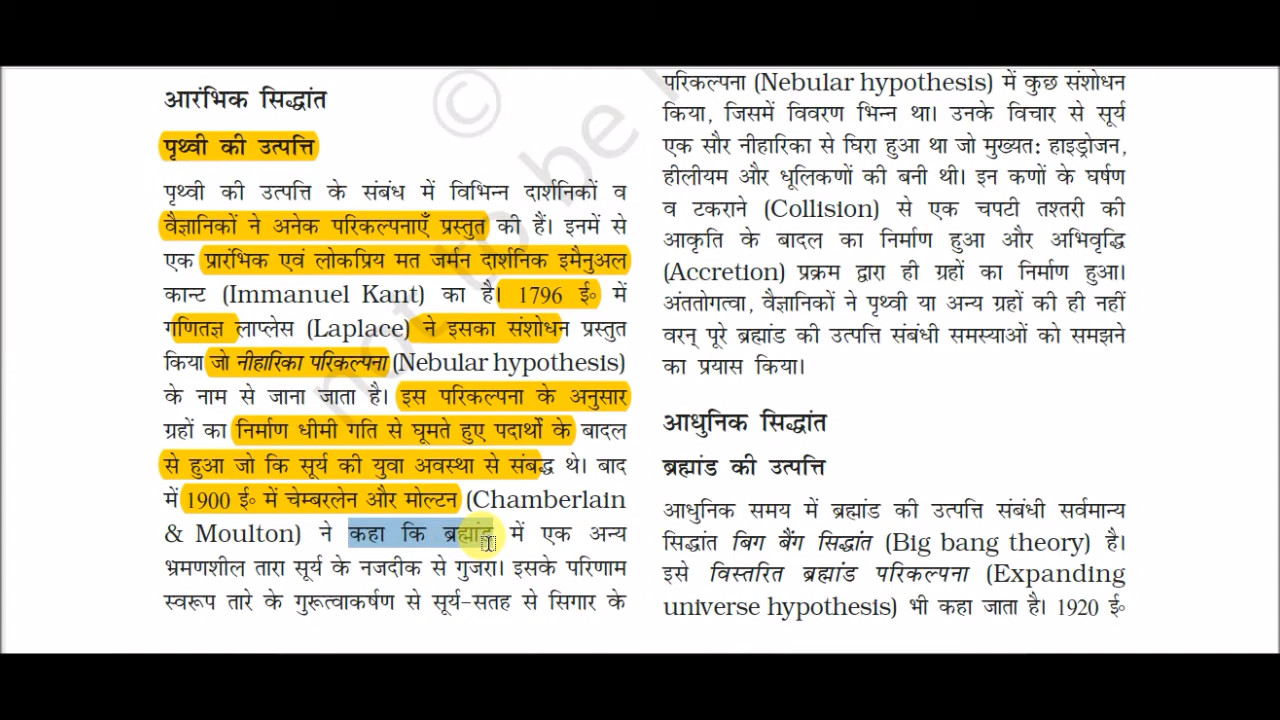 आरंभिक सिद्धांत
पृथ्वी की उत्पत्ति
पृथ्वी की उत्पत्ति के संबंध में विभिन्न दार्शनिकों व
वैज्ञानिकों ने अनेक परिकल्पनाएँ प्रस्तुत की हैं। इनमें से
एक प्रारंभिक एवं लोकप्रिय मत जर्मन दार्शनिक इमैनुअल
कान्ट (Immanuel Kant) का है। 1796 ई॰ में
गणितज्ञ लाप्लेस (Laplace) ने इसका संशोधन प्रस्तुत
किया जो नीहारिका परिकल्पना (Nebular hypothesis)
के नाम से जाना जाता है। इस परिकल्पना के अनुसार
ग्रहों का निर्माण धीमी गति से घूमते हुए पदार्थों के बादल
से हुआ जो कि सूर्य की युवा अवस्था से संबद्ध थे। बाद
में 1900 ई॰ में चेम्बरलेन और मोल्टन (Chamberlain
& Moulton) ने कहा कि ब्रह्मांड में एक अन्य
भ्रमणशील तारा सूर्य के नजदीक से गुजरा। इसके परिणाम
स्वरूप तारे के गुरूत्वाकर्षण से सूर्य-सतह से सिगार के
परिकल्पना (Nebular hypothesis) में कुछ संशोधन
किया, जिसमें विवरण भिन्न था। उनके विचार से सूर्य
एक सौर नीहारिका से घिरा हुआ था जो मुख्यत: हाइड्रोजन,
हीलीयम और धूलिकणों की बनी थी। इन कणों के घर्षण
व टकराने (Collision) से एक चपटी तश्तरी की
आकृति के बादल का निर्माण हुआ और अभिवृद्धि
(Accretion) प्रक्रम द्वारा ही ग्रहों का निर्माण हुआ।
अंततोगत्वा, वैज्ञानिकों ने पृथ्वी या अन्य ग्रहों की ही नहीं
वरन् पूरे ब्रह्मांड की उत्पत्ति संबंधी समस्याओं को समझने
का प्रयास किया।
आधुनिक सिद्धांत
ब्रह्मांड की उत्पत्ति
आधुनिक समय में ब्रह्मांड की उत्पत्ति संबंधी सर्वमान्य
सिद्धांत बिग बैंग सिद्धांत (Big bang theory) है।
इसे विस्तरित ब्रह्मांड परिकल्पना (Expanding
universe hypothesis) भी कहा जाता है। 1920 ई॰
© not to be